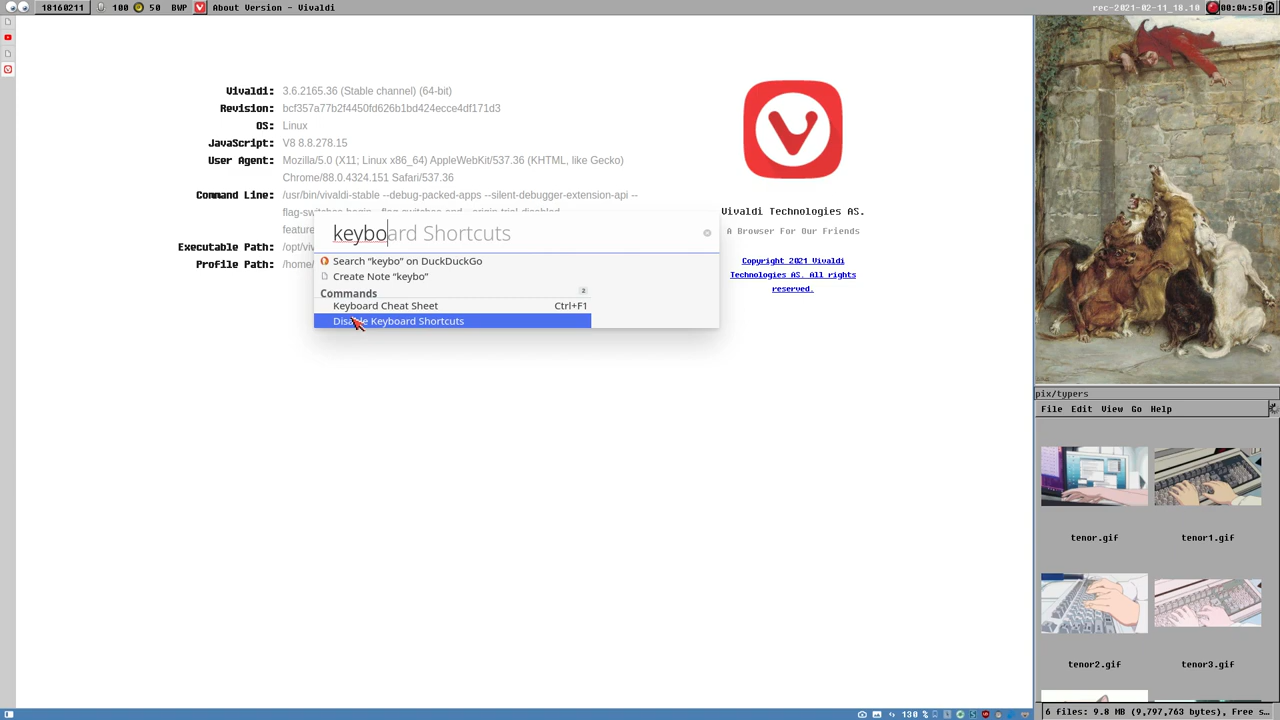 18160211 100 50 BWP About Version - Vivaldi rec-2021-02-11_18.10 00:04:50
Vivaldi: 3.6.2165.36 (Stable channel) (64-bit)
Revision: bcf357a77b2f4450fd626b1bd424ecce4df171d3
OS: Linux
JavaScript: V8 8.8.278.15
User Agent: Mozilla/5.0 (X11; Linux x86_64) AppleWebKit/537.36 (KHTML, like Gecko)
Chrome/88.0.4324.151 Safari/537.36
Command Line: /usr/bin/vivaldi-stable --debug-packed-apps --silent-debugger-extension-api --
feature
Executable Path: /opt/viv
Profile Path: /home/
keyboard Shortcuts
Search “keybo” on DuckDuckGo
Create Note “keybo”
Commands 2
Keyboard Cheat Sheet Ctrl+F1
Disable Keyboard Shortcuts
Vivaldi Technologies AS.
A Browser For Our Friends
Copyright 2021 Vivaldi
Technologies AS. All rights
reserved.
pix/typers
File Edit View Go Help
tenor.gif tenor1.gif
tenor2.gif tenor3.gif
6 files: 9.8 MB (9,797,763 bytes), Free s…
130 %